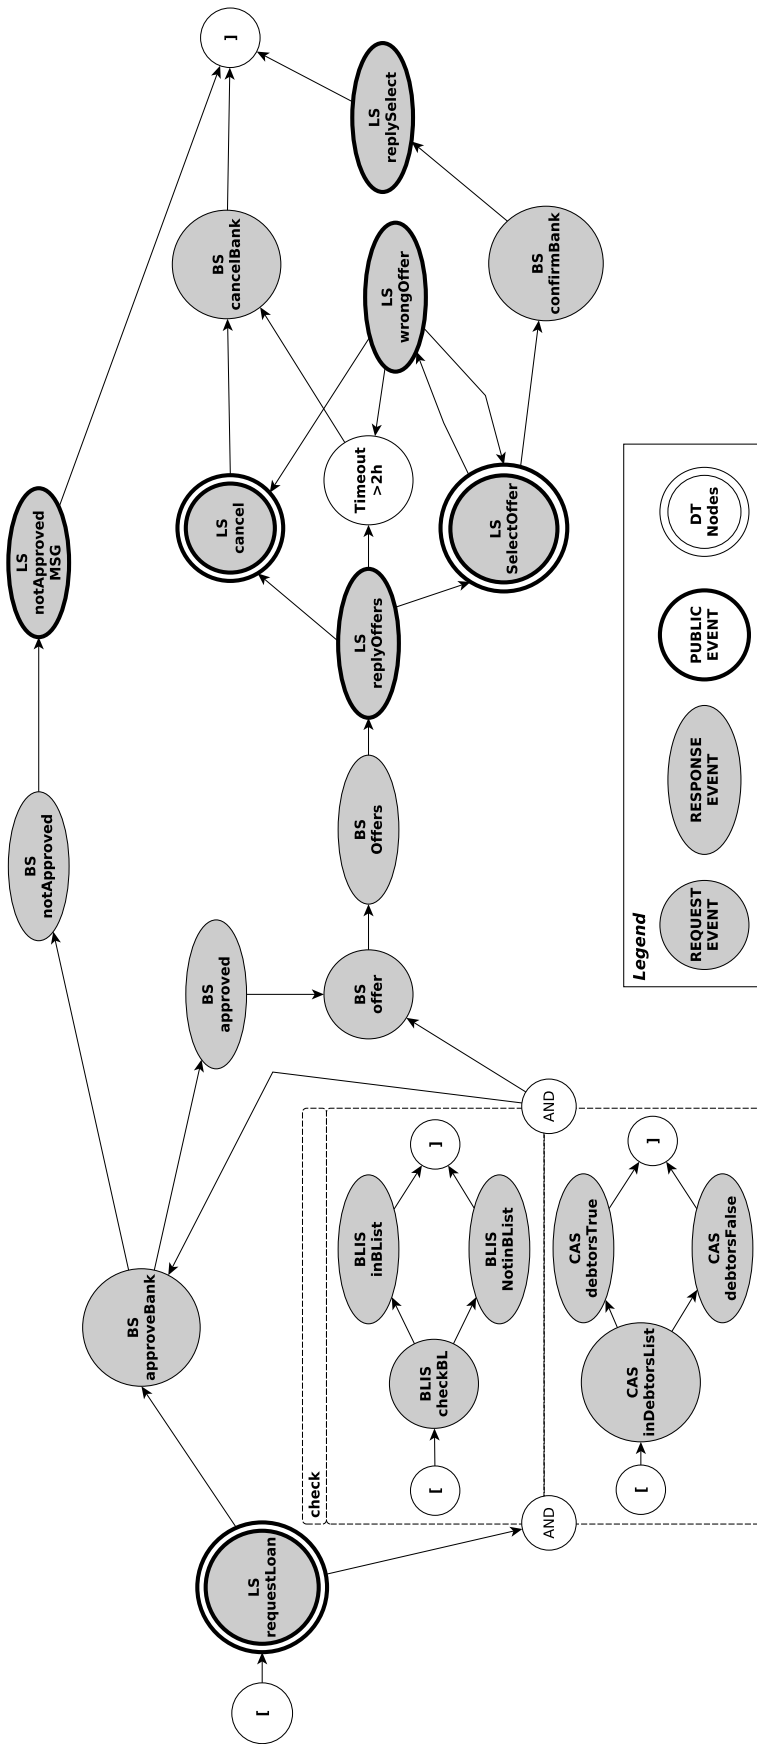 [
LS
requestLoan
BS
approveBank
BS
notApproved
LS
notApproved
MSG
BS
approved
BS
offer
BS
Offers
LS
replyOffers
LS
cancel
Timeout
>2h
LS
SelectOffer
LS
wrongOffer
BS
cancelBank
BS
confirmBank
LS
replySelect
]
check
AND
[
BLIS
checkBL
BLIS
inBList
BLIS
NotinBList
]
[
CAS
inDebtorsList
CAS
debtorsTrue
CAS
debtorsFalse
]
AND
Legend
REQUEST
EVENT
RESPONSE
EVENT
PUBLIC
EVENT
DT
Nodes